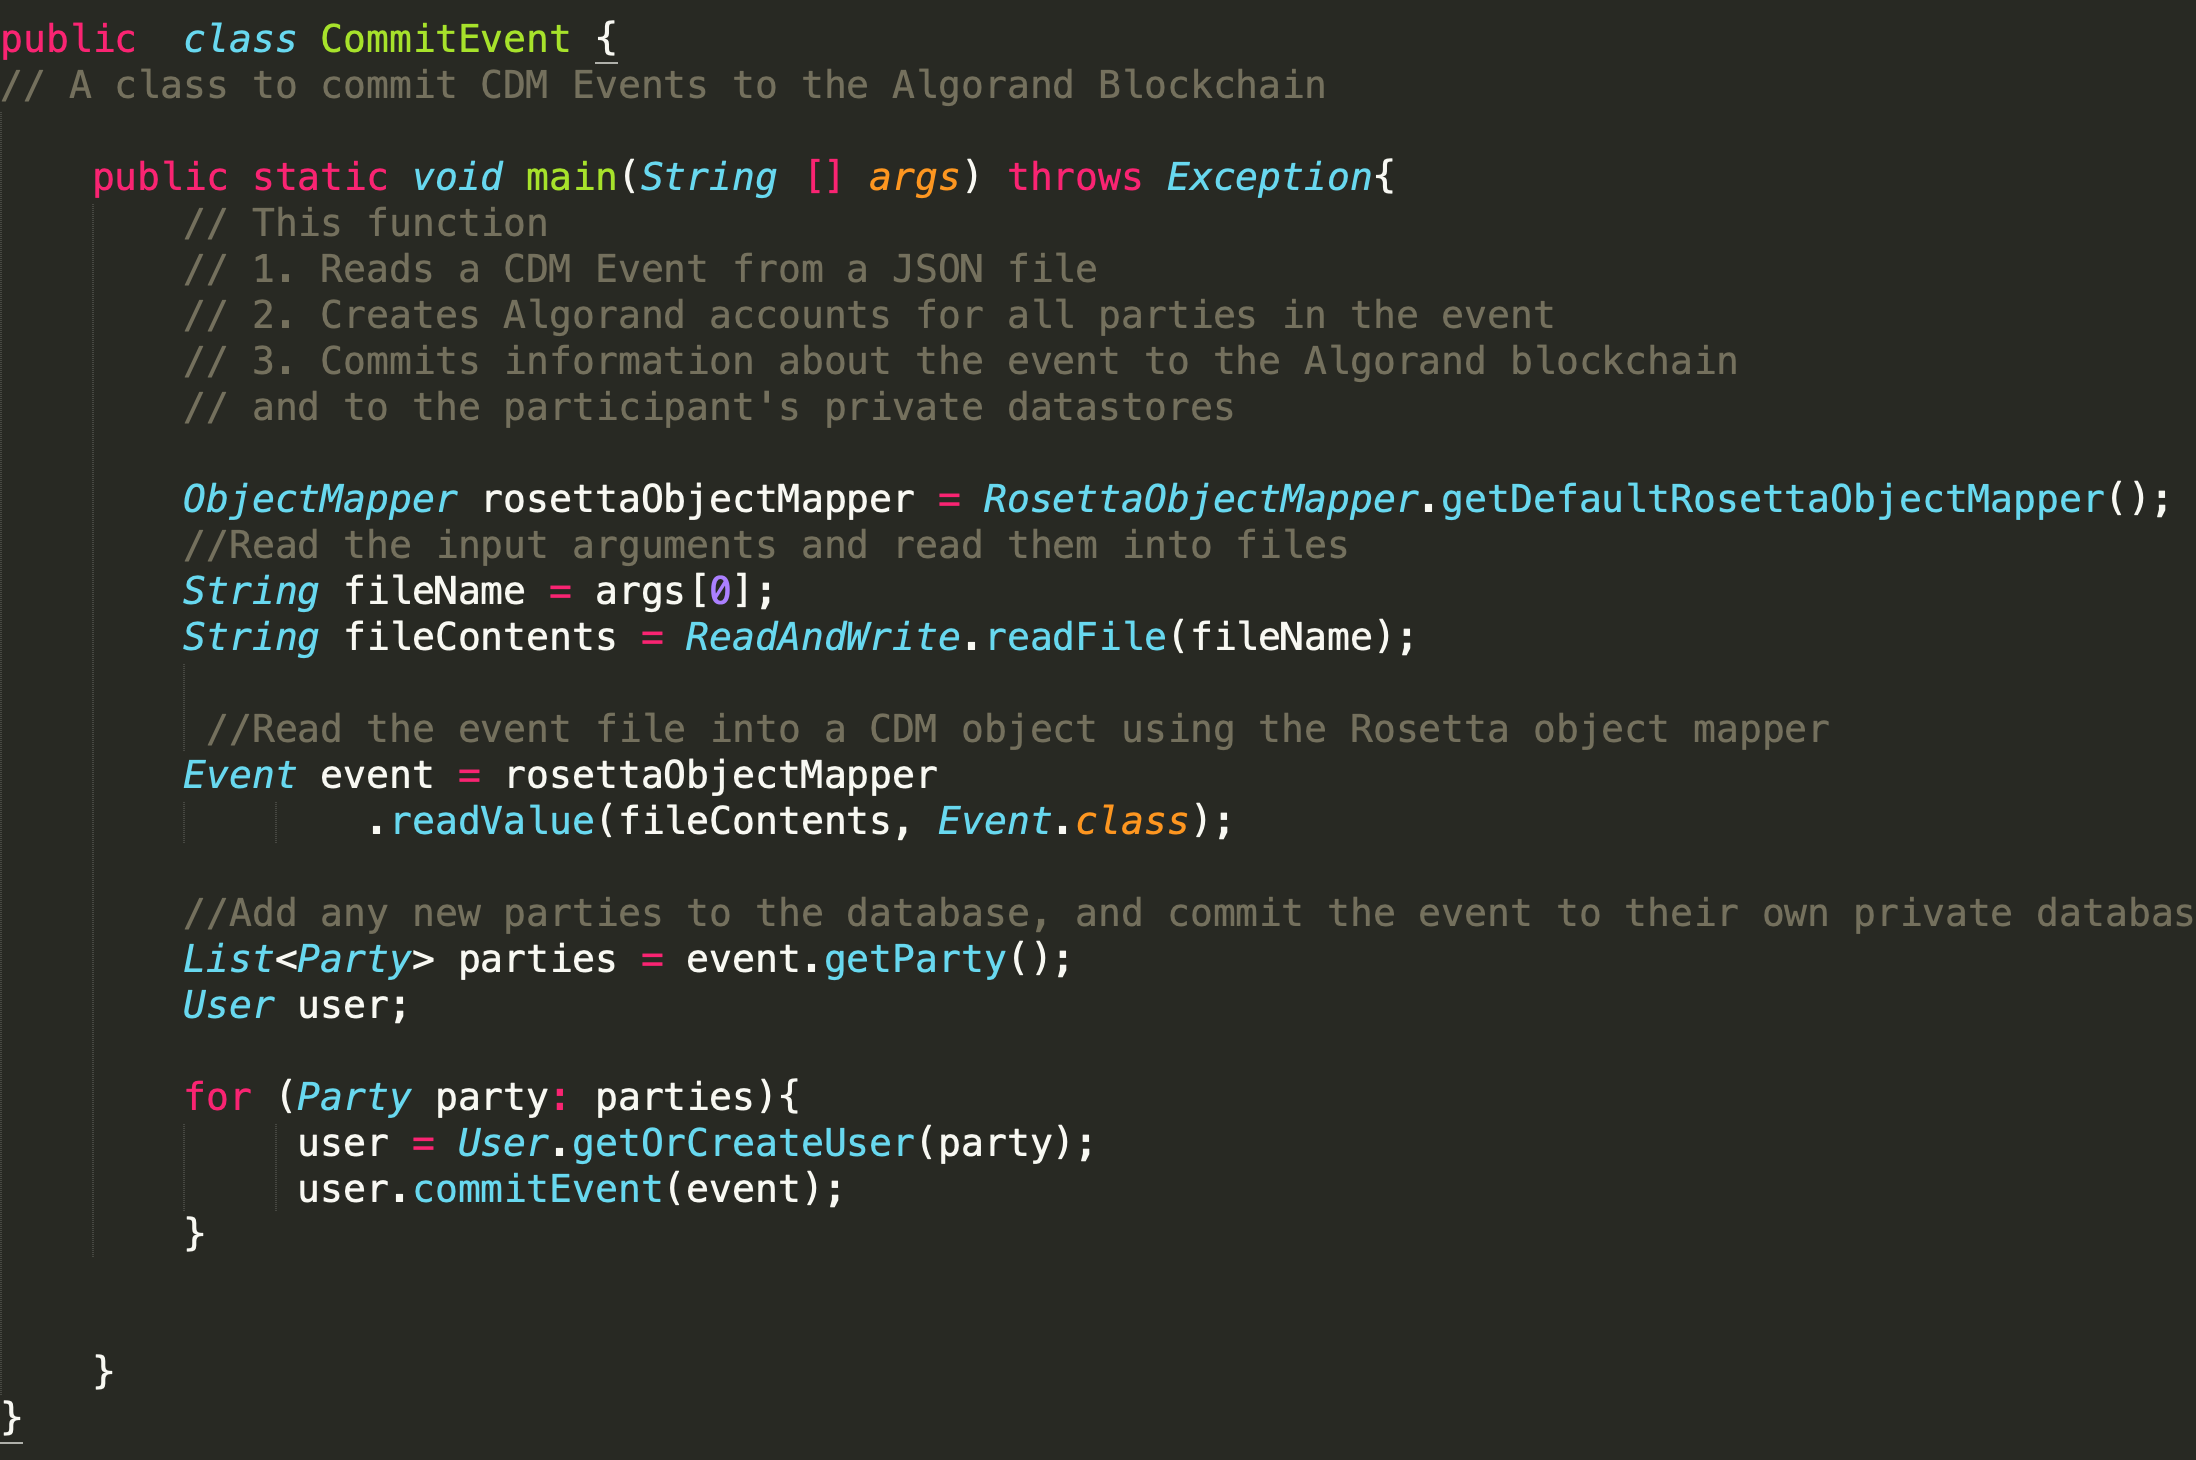 public  class CommitEvent {
// A class to commit CDM Events to the Algorand Blockchain
public static void main(String [] args) throws Exception{
// This function
// 1. Reads a CDM Event from a JSON file
// 2. Creates Algorand accounts for all parties in the event
// 3. Commits information about the event to the Algorand blockchain
// and to the participant's private datastores
ObjectMapper rosettaObjectMapper = RosettaObjectMapper.getDefaultRosettaObjectMapper();
//Read the input arguments and read them into files
String fileName = args[0];
String fileContents = ReadAndWrite.readFile(fileName);
//Read the event file into a CDM object using the Rosetta object mapper
Event event = rosettaObjectMapper
.readValue(fileContents, Event.class);
//Add any new parties to the database, and commit the event to their own private databas
List<Party> parties = event.getParty();
User user;
for (Party party: parties){
user = User.getOrCreateUser(party);
user.commitEvent(event);
}
}
}